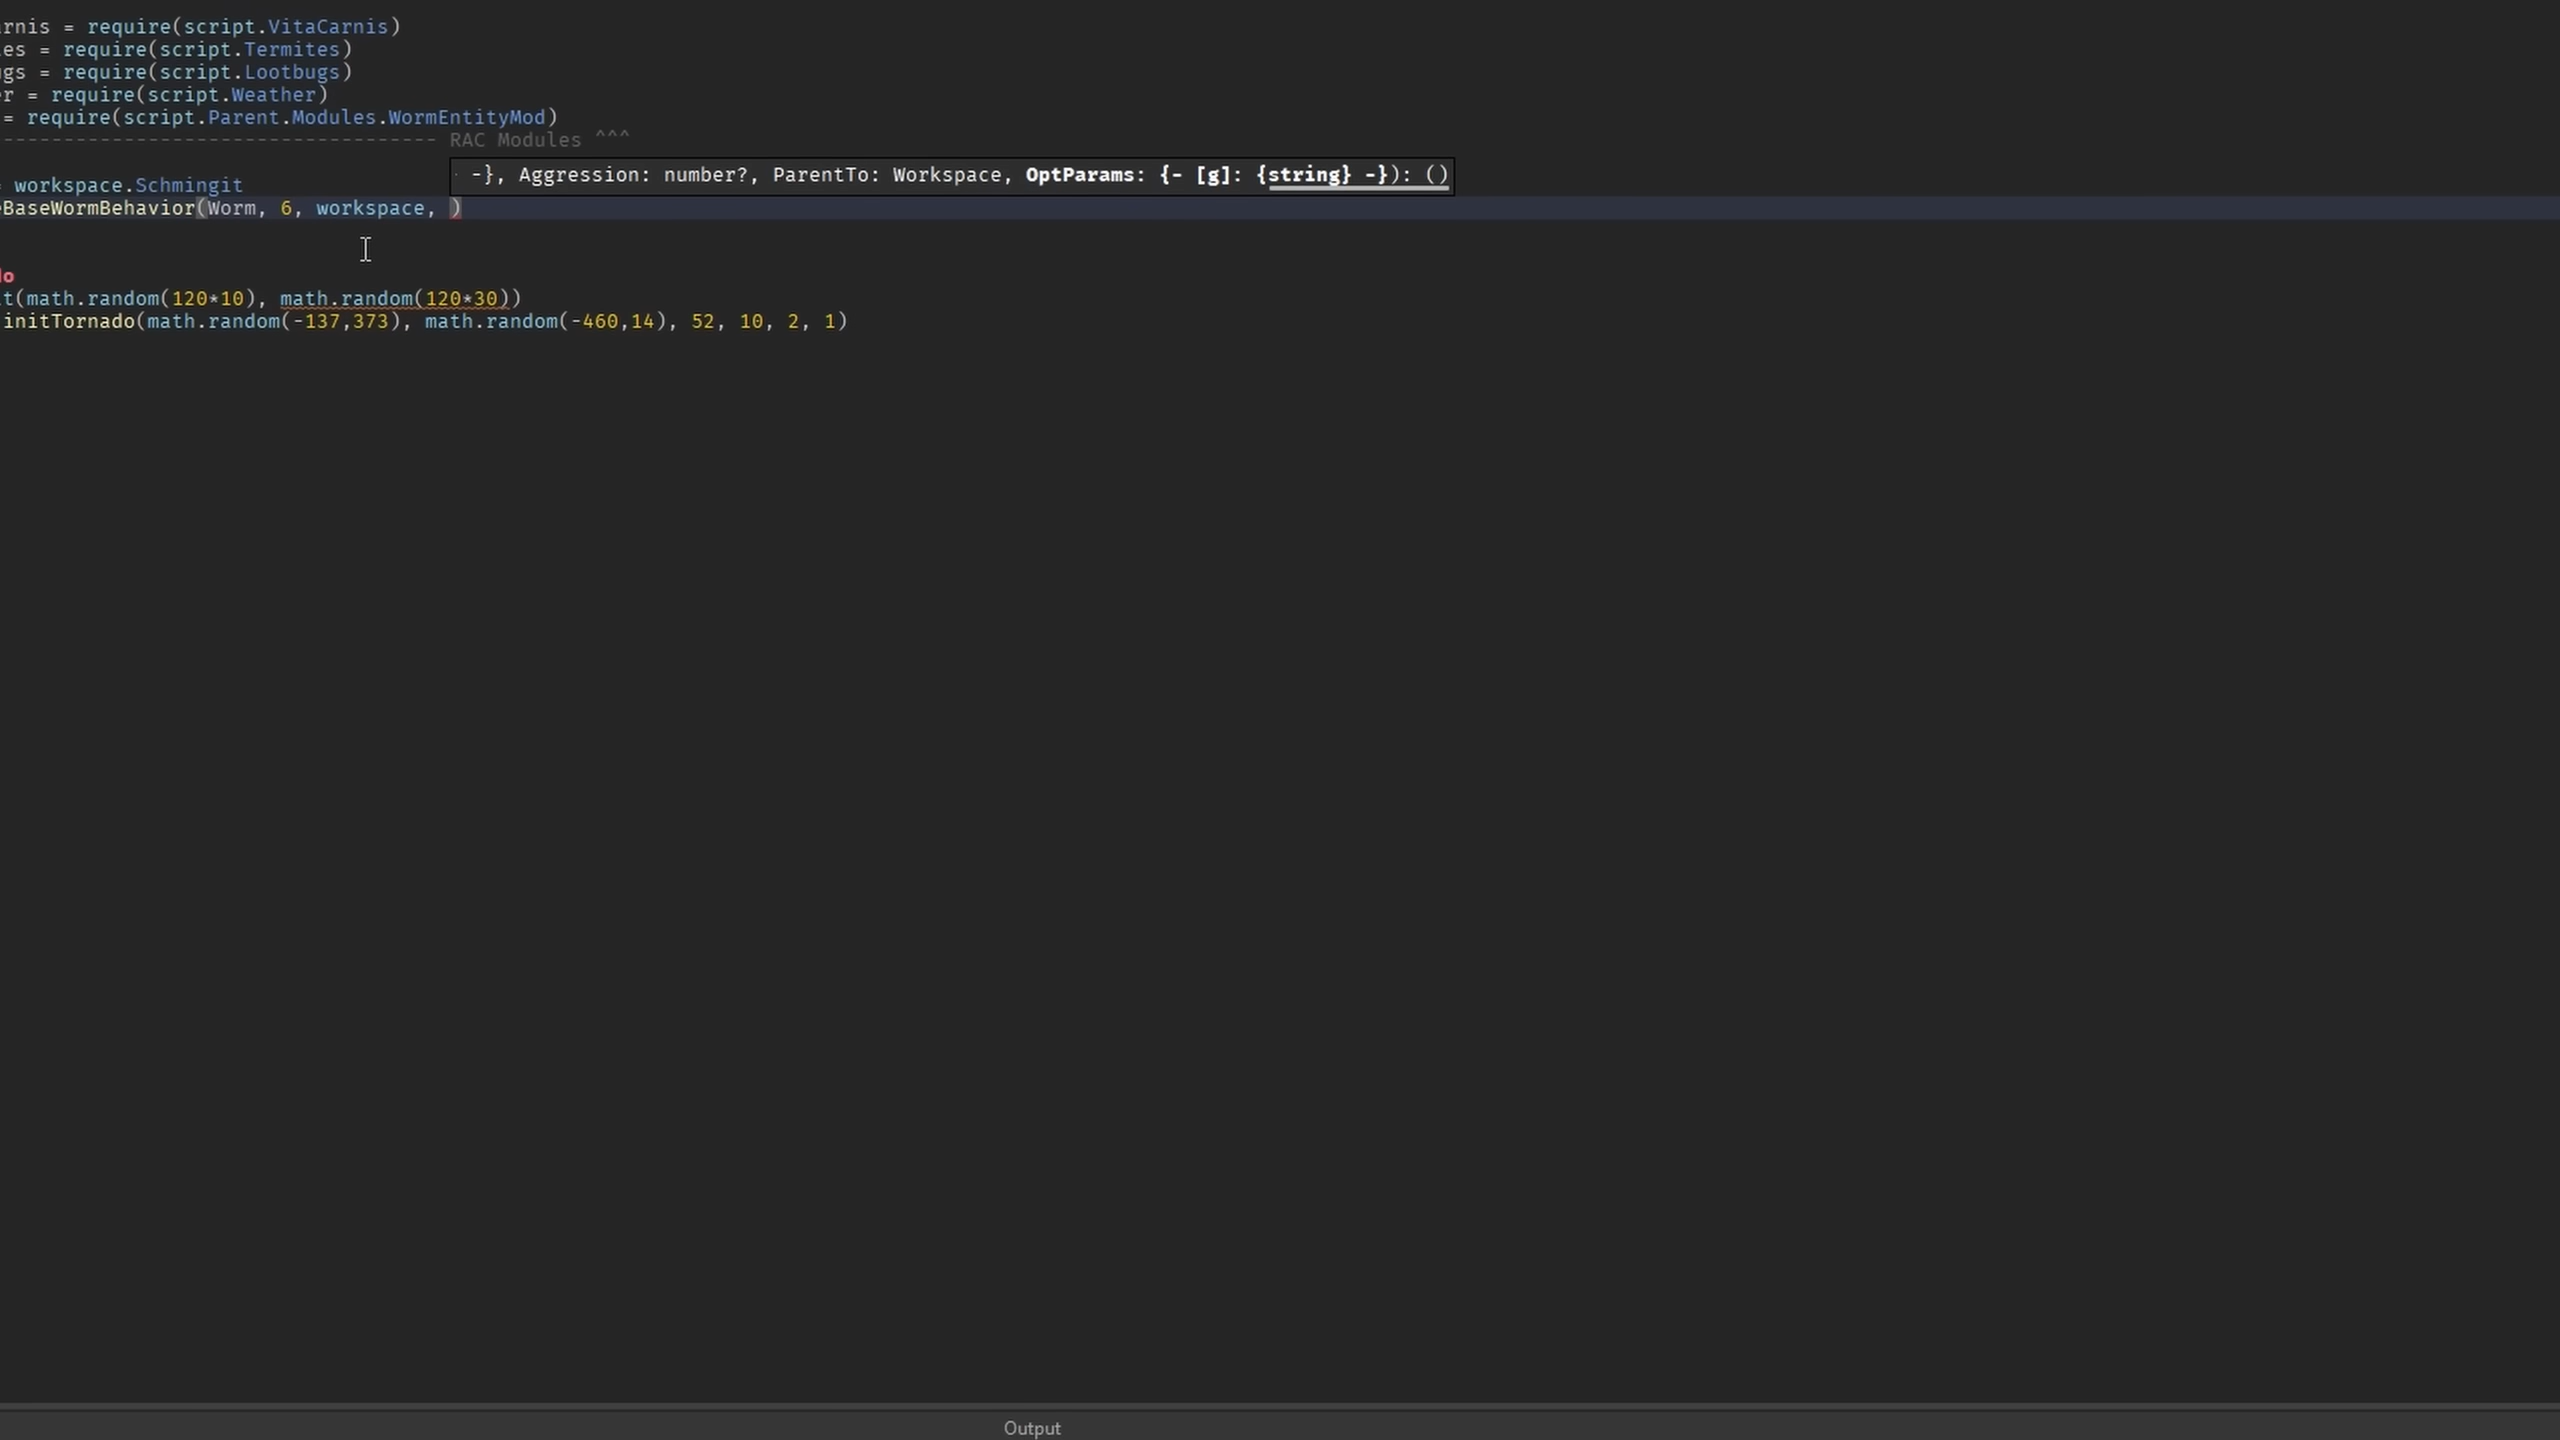 rnis = require(script.VitaCarnis)
es = require(script.Termites)
gs = require(script.Lootbugs)
r = require(script.Weather)
= require(script.Parent.Modules.WormEntityMod)
------------------------------------ RAC Modules ^^^
-}, Aggression: number?, ParentTo: Workspace, OptParams: {- [g]: {string} -}): ()
= workspace.Schmingit
eBaseWormBehavior(Worm, 6, workspace, )
do
t(math.random(120*10), math.random(120*30))
initTornado(math.random(-137,373), math.random(-460,14), 52, 10, 2, 1)
Output